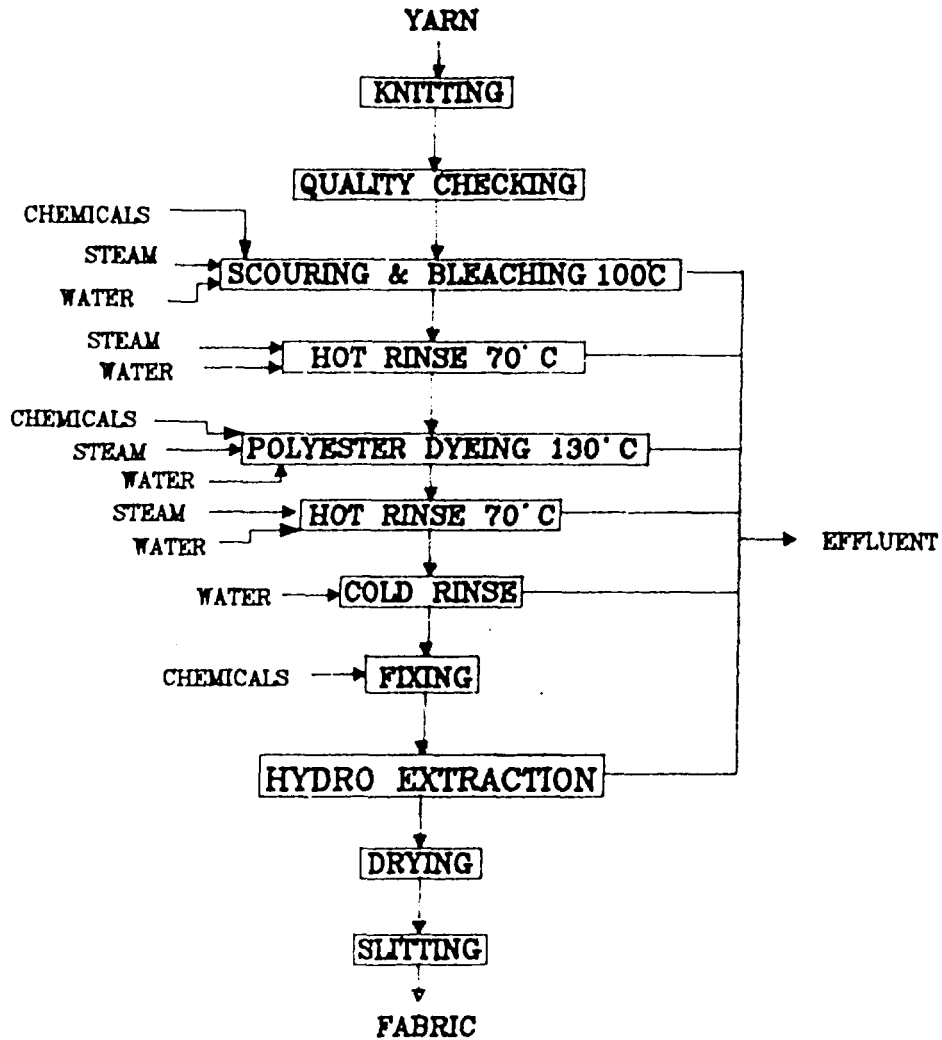 YARN
KNITTING
QUALITY CHECKING
CHEMICALS
STEAM
SCOURING & BLEACHING 100°C
WATER
STEAM
HOT RINSE 70°C
WATER
CHEMICALS
STEAM
POLYESTER DYEING 130°C
WATER
STEAM
HOT RINSE 70°C
WATER
EFFLUENT
WATER
COLD RINSE
CHEMICALS
FIXING
HYDRO EXTRACTION
DRYING
SLITTING
FABRIC